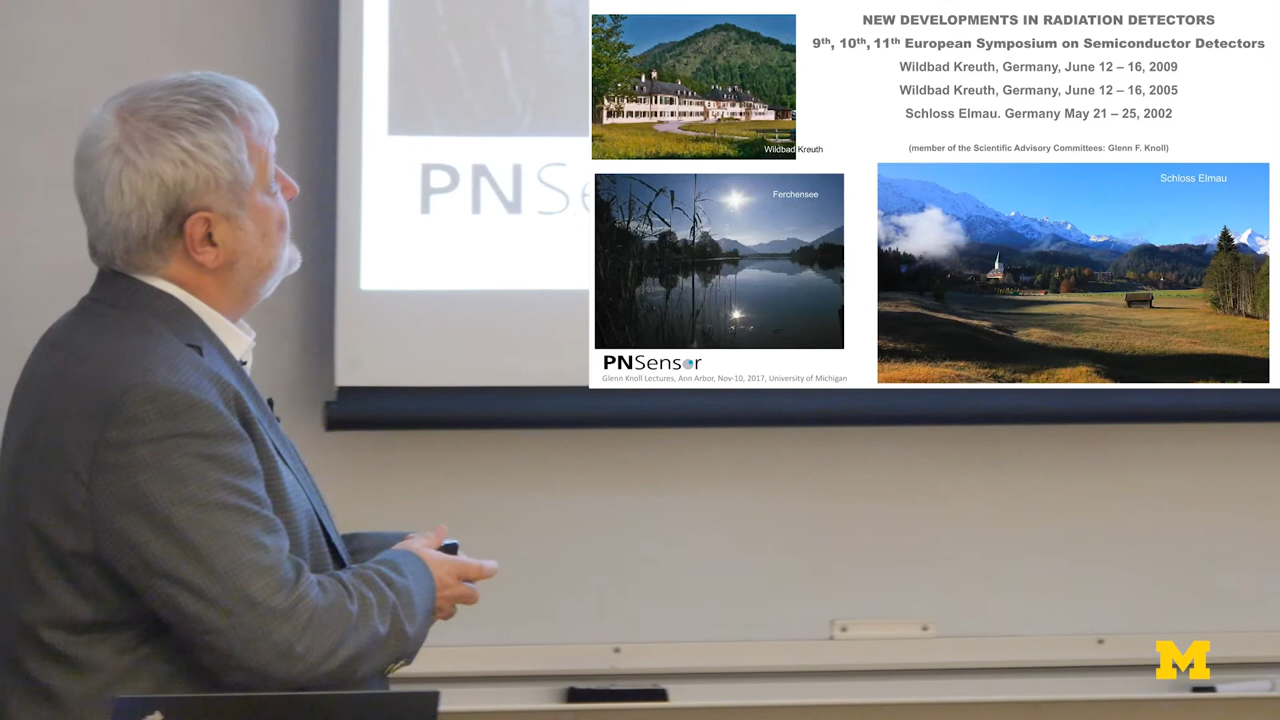 PNSe
NEW DEVELOPMENTS IN RADIATION DETECTORS
9th, 10th, 11th European Symposium on Semiconductor Detectors
Wildbad Kreuth, Germany, June 12 – 16, 2009
Wildbad Kreuth, Germany, June 12 – 16, 2005
Schloss Elmau. Germany May 21 – 25, 2002
(member of the Scientific Advisory Committees: Glenn F. Knoll)
Wildbad Kreuth
Ferchensee
Schloss Elmau
PNSensor
Glenn Knoll Lectures, Ann Arbor, Nov-10, 2017, University of Michigan
M